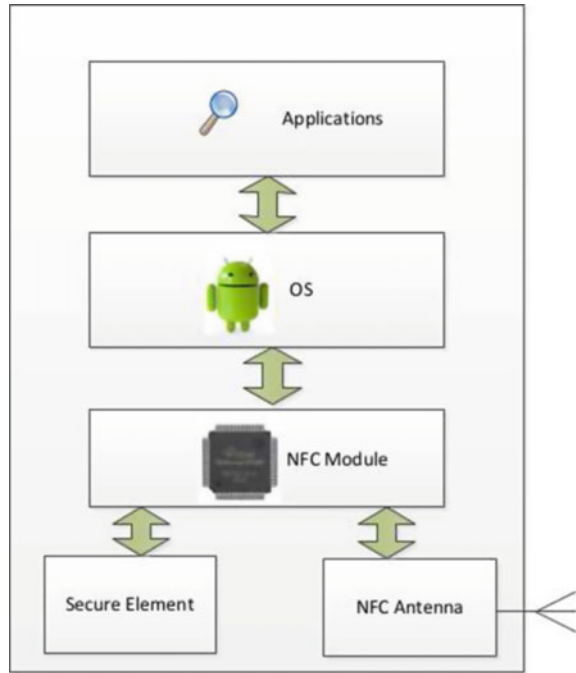 Applications
OS
NFC Module
Secure Element
NFC Antenna